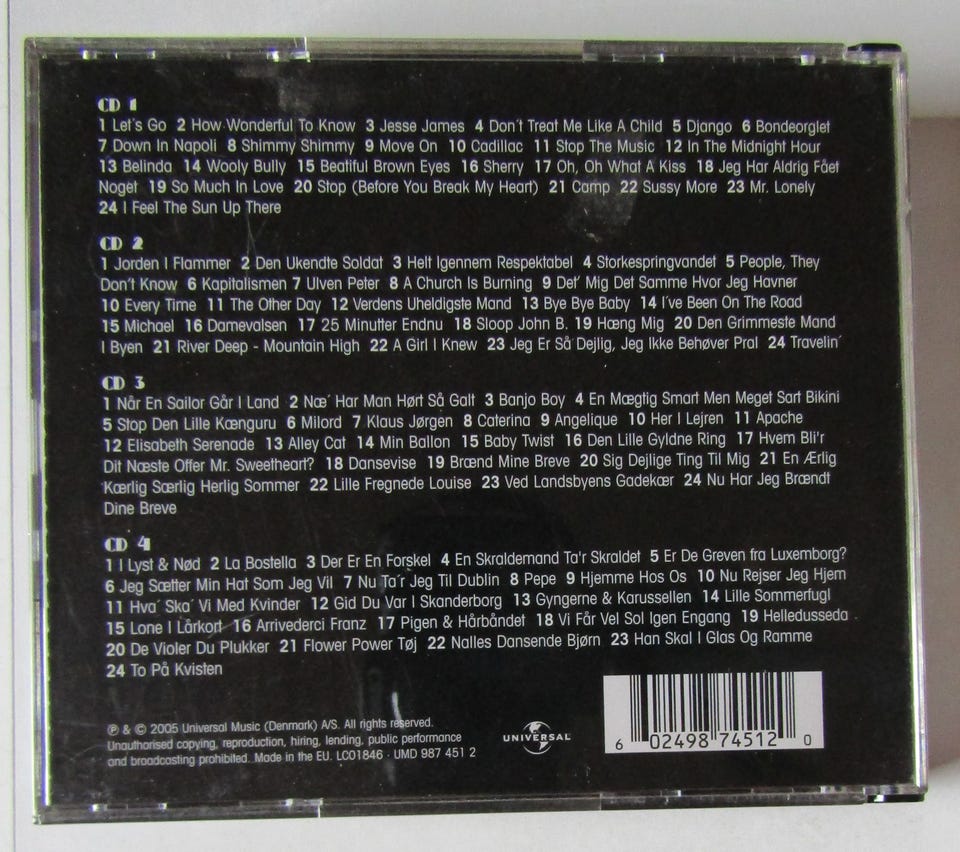 CD 1
1 Let's Go 2 How Wonderful To Know 3 Jesse James 4 Don't Treat Me Like A Child 5 Django 6 Bondeorglet
7 Down In Napoli 8 Shimmy Shimmy 9 Move On 10 Cadillac 11 Stop The Music 12 In The Midnight Hour
13 Belinda 14 Wooly Bully 15 Beatiful Brown Eyes 16 Sherry 17 Oh, Oh What A Kiss 18 Jeg Har Aldrig Fået
Noget 19 So Much In Love 20 Stop (Before You Break My Heart) 21 Camp 22 Sussy More 23 Mr. Lonely
24 I Feel The Sun Up There
CD 2
1 Jorden I Flammer 2 Den Ukendte Soldat 3 Helt Igennem Respektabel 4 Storkespringvandet 5 People, They
Don't Know 6 Kapitalismen 7 Ulven Peter 8 A Church Is Burning 9 Det' Mig Det Samme Hvor Jeg Havner
10 Every Time 11 The Other Day 12 Verdens Uheldigste Mand 13 Bye Bye Baby 14 I've Been On The Road
15 Michael 16 Damevalsen 17 25 Minutter Endnu 18 Sloop John B. 19 Hæng Mig 20 Den Grimmeste Mand
I Byen 21 River Deep - Mountain High 22 A Girl I Knew 23 Jeg Er Så Dejlig, Jeg Ikke Behøver Pral 24 Travelin'
CD 3
1 Når En Sailor Går I Land 2 Næ' Har Man Hørt Så Galt 3 Banjo Boy 4 En Mægtig Smart Men Meget Sart Bikini
5 Stop Den Lille Kænguru 6 Milord 7 Klaus Jørgen 8 Caterina 9 Angelique 10 Her I Lejren 11 Apache
12 Elisabeth Serenade 13 Alley Cat 14 Min Ballon 15 Baby Twist 16 Den Lille Gyldne Ring 17 Hvem Bli'r
Dit Næste Offer Mr. Sweetheart? 18 Dansevise 19 Brænd Mine Breve 20 Sig Dejlige Ting Til Mig 21 En Ærlig
Kærlig Særlig Herlig Sommer 22 Lille Fregnede Louise 23 Ved Landsbyens Gadekær 24 Nu Har Jeg Brændt
Dine Breve
CD 4
1 I Lyst & Nød 2 La Bostella 3 Der Er En Forskel 4 En Skraldemand Ta'r Skraldet 5 Er De Greven fra Luxemborg?
6 Jeg Sætter Min Hat Som Jeg Vil 7 Nu Ta'r Jeg Til Dublin 8 Pepe 9 Hjemme Hos Os 10 Nu Rejser Jeg Hjem
11 Hva' Ska' Vi Med Kvinder 12 Gid Du Var I Skanderborg 13 Gyngerne & Karussellen 14 Lille Sommerfugl
15 Lone I Lårkort 16 Arrivederci Franz 17 Pigen & Hårbåndet 18 Vi Får Vel Sol Igen Engang 19 Helledusseda
20 De Violer Du Plukker 21 Flower Power Tøj 22 Nalles Dansende Bjørn 23 Han Skal I Glas Og Ramme
24 To På Kvisten
℗ & © 2005 Universal Music (Denmark) A/S. All rights reserved.
Unauthorised copying, reproduction, hiring, lending, public performance
and broadcasting prohibited. Made in the EU. LC01846 · UMD 987 451 2
UNIVERSAL
6 02498 74512 0